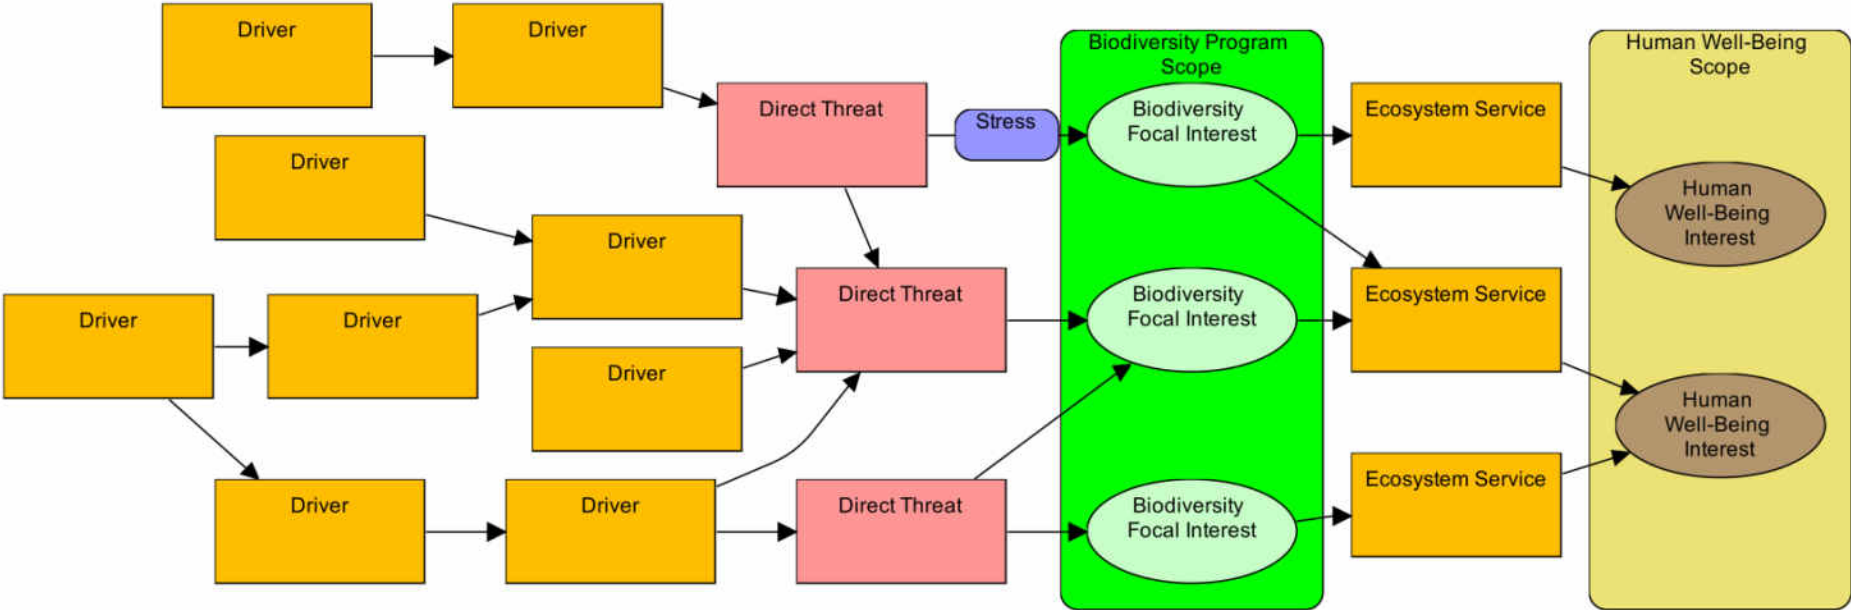 Driver
Driver
Biodiversity Program
Scope
Human Well-Being
Scope
Direct Threat
Stress
Biodiversity
Focal Interest
Ecosystem Service
Driver
Human
Well-Being
Interest
Driver
Direct Threat
Biodiversity
Focal Interest
Ecosystem Service
Driver
Driver
Driver
Human
Well-Being
Interest
Driver
Driver
Direct Threat
Biodiversity
Focal Interest
Ecosystem Service